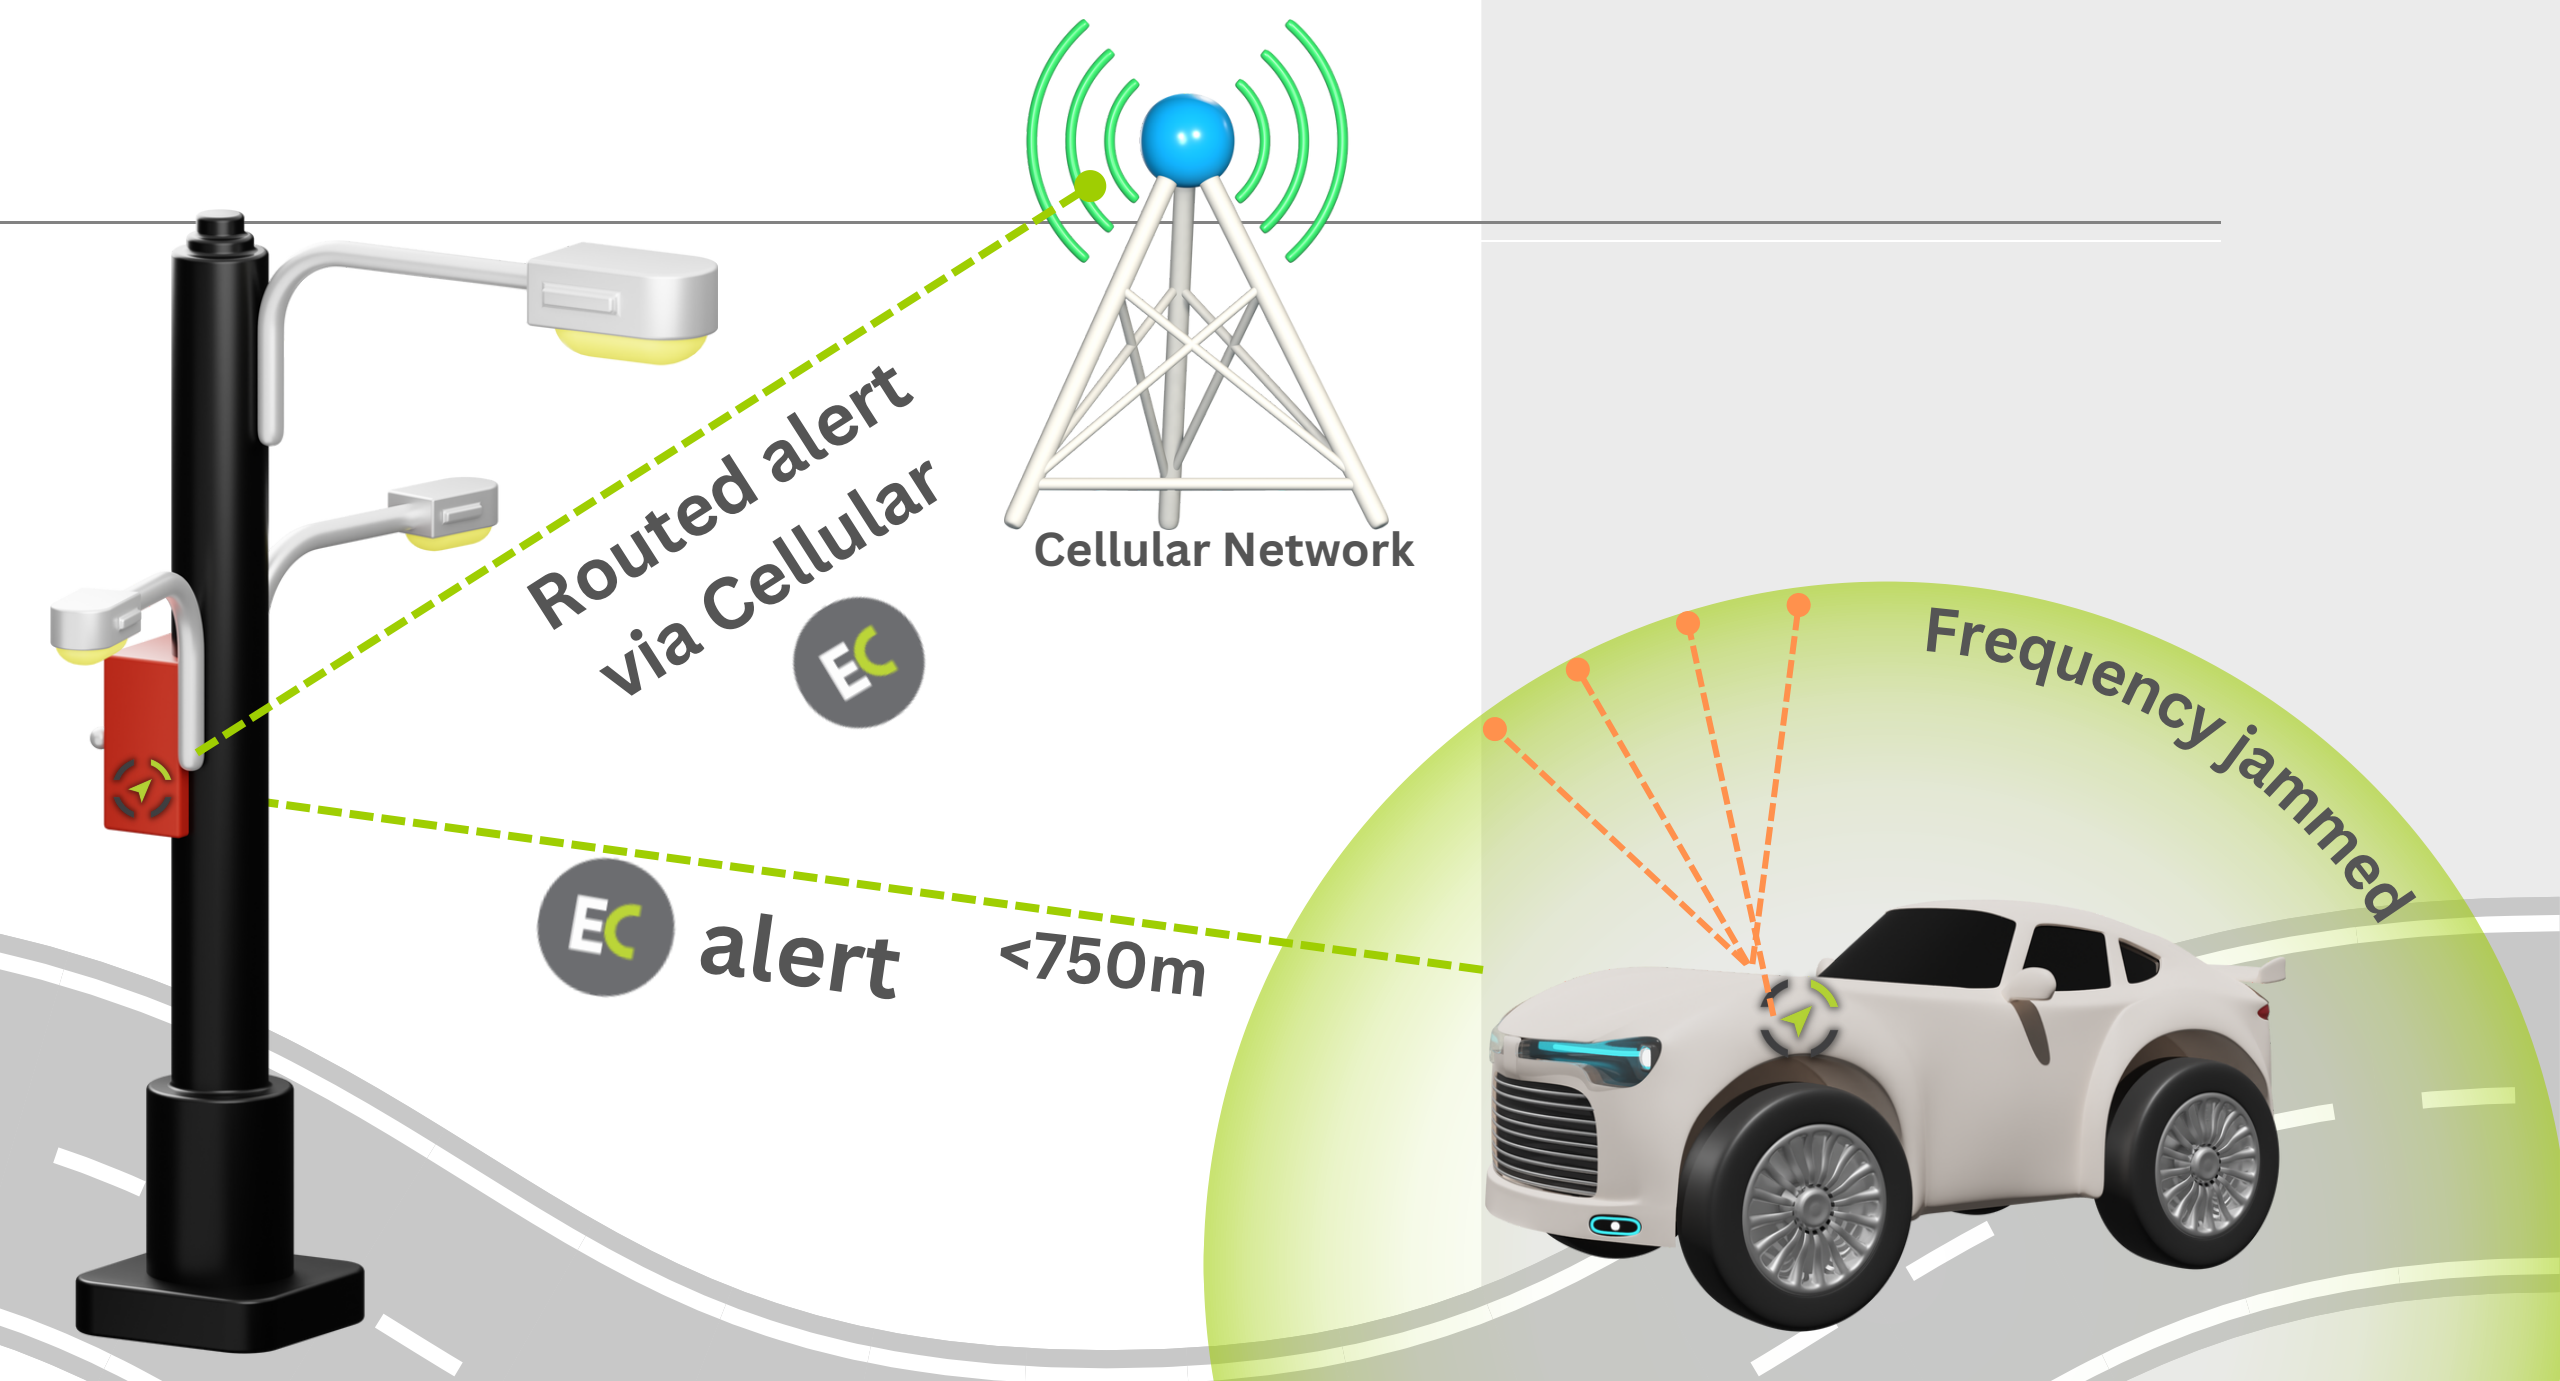 Routed alert
via Cellular
EC
Cellular Network
Frequency jammed
EC alert <750m